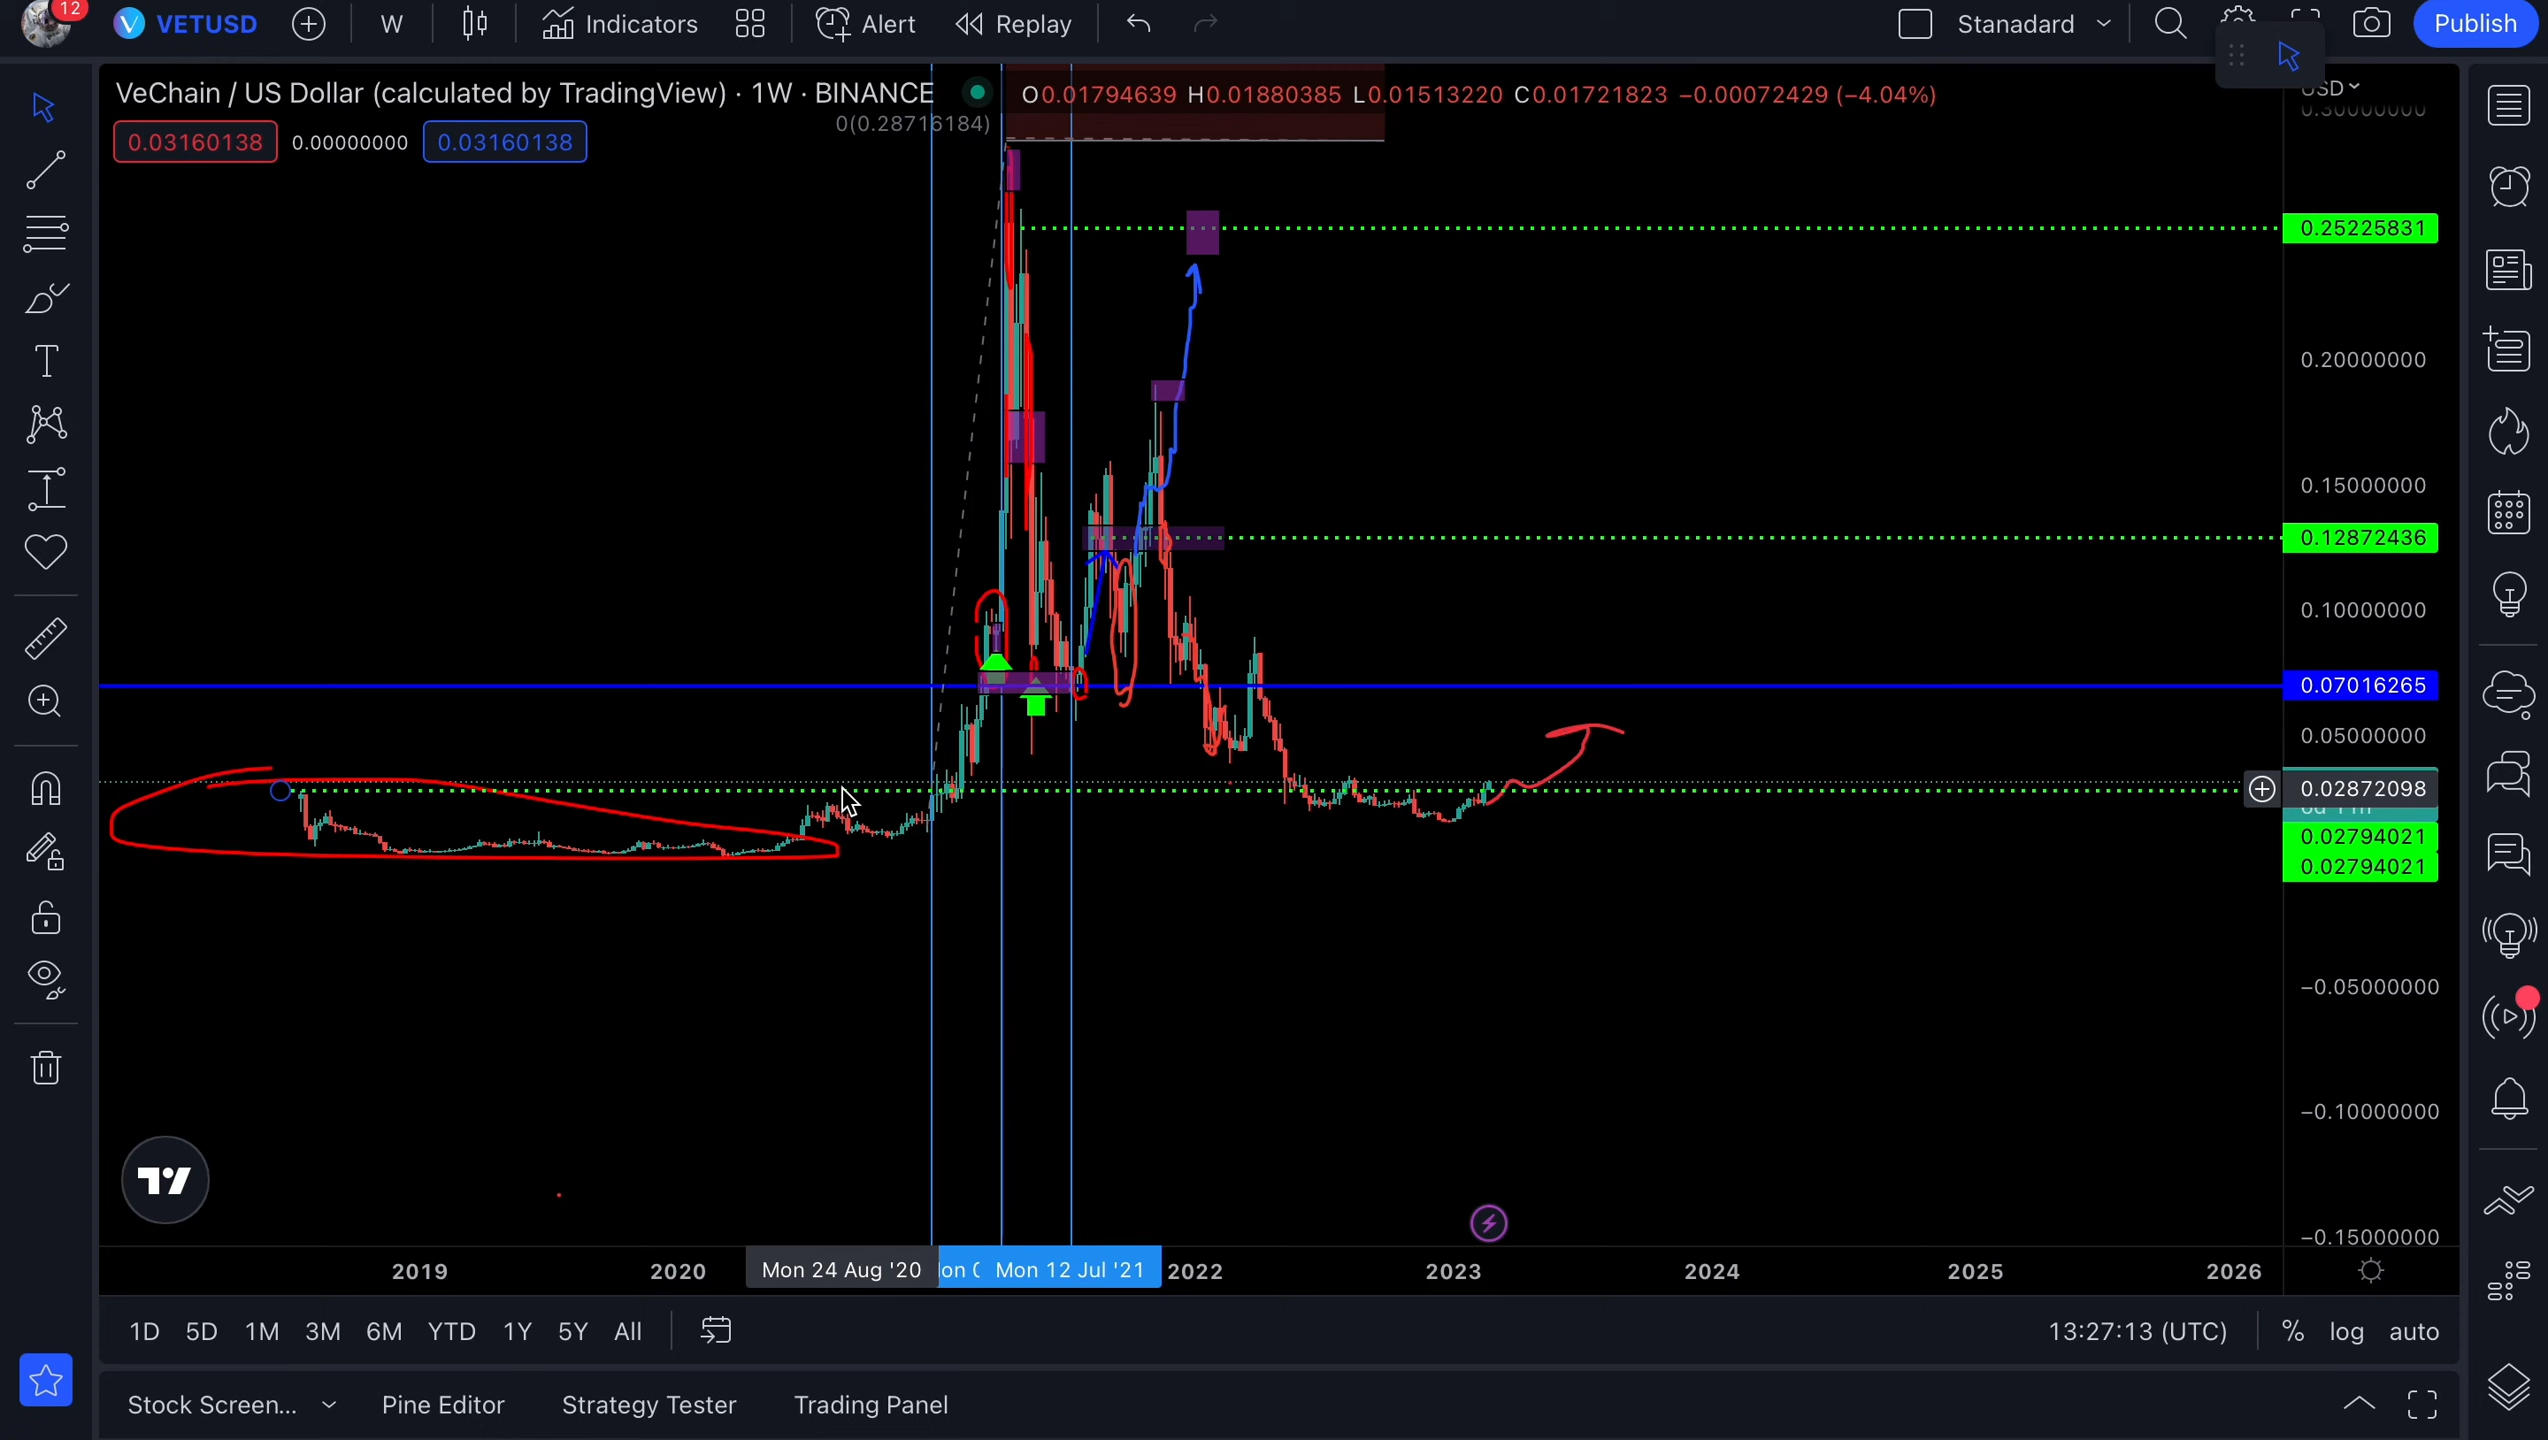 12
VETUSD
W
Indicators
Alert
Replay
Stanadard
Publish
VeChain / US Dollar (calculated by TradingView) · 1W · BINANCE
O0.01794639 H0.01880385 L0.01513220 C0.01721823 −0.00072429 (−4.04%)
0(0.28716184)
0.03160138
0.00000000
0.03160138
USD
0.30000000
0.25225831
0.20000000
0.15000000
0.12872436
0.10000000
0.07016265
0.05000000
0.02872098
0.02794021
0.02794021
−0.05000000
−0.10000000
−0.15000000
2019
2020
Mon 24 Aug '20
Mon 12 Jul '21
2022
2023
2024
2025
2026
1D
5D
1M
3M
6M
YTD
1Y
5Y
All
13:27:13 (UTC)
%
log
auto
Stock Screen...
Pine Editor
Strategy Tester
Trading Panel